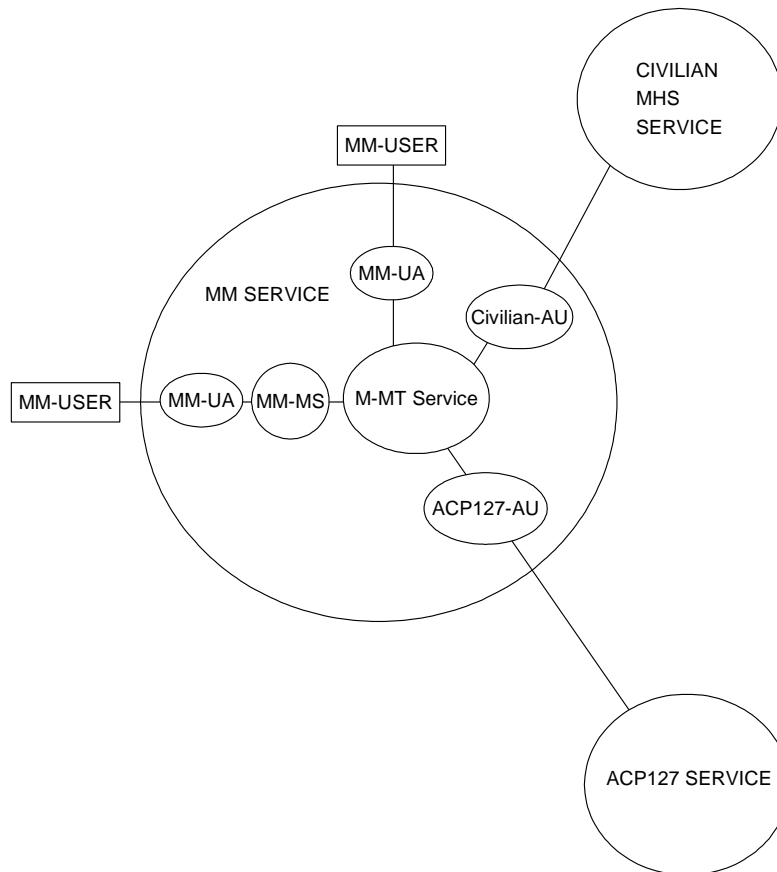 CIVILIAN
MHS
SERVICE
MM-USER
MM-UA
MM SERVICE
Civilian-AU
MM-USER
MM-UA
MM-MS
M-MT Service
ACP127-AU
ACP127 SERVICE